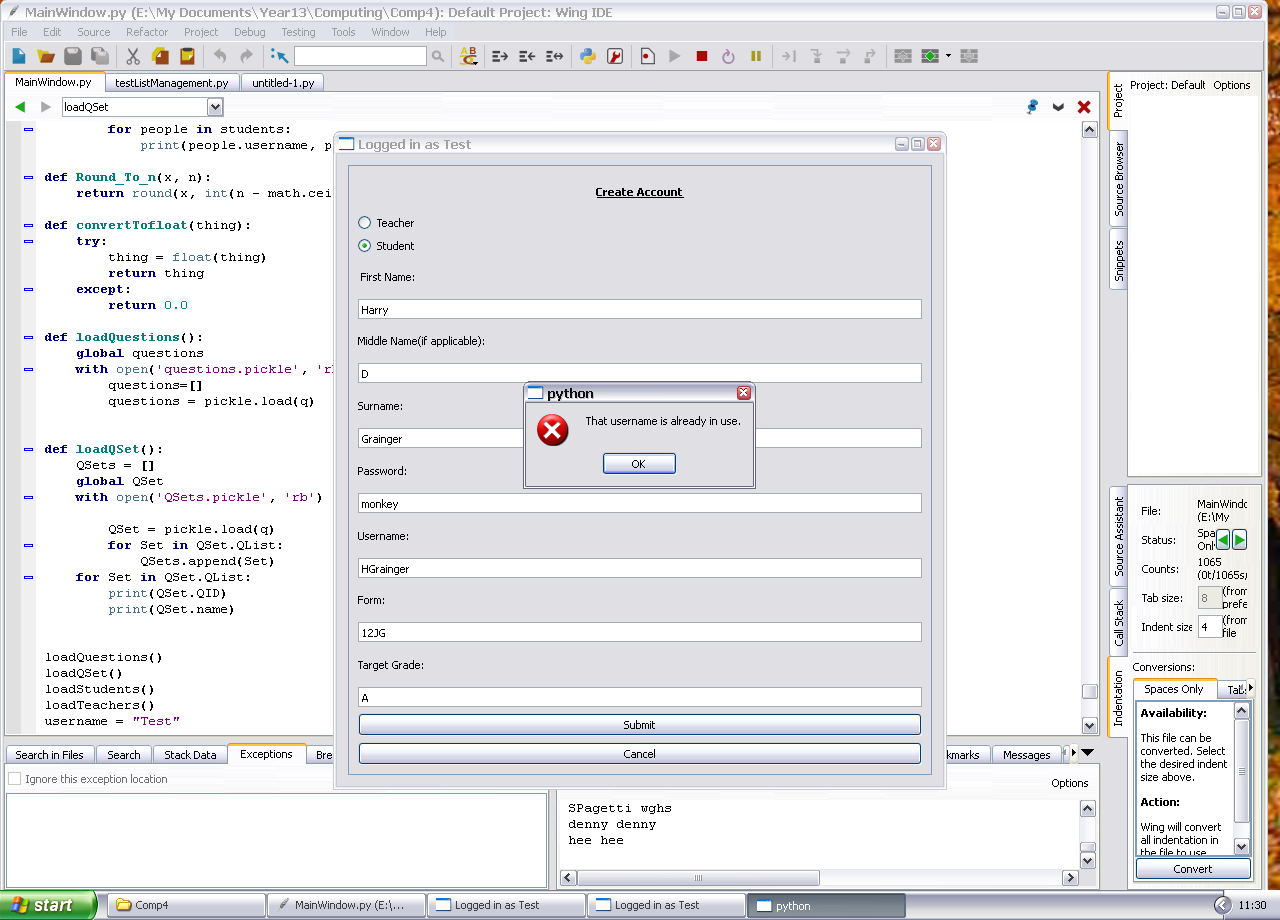 MainWindow.py (E:\My Documents\Year13\Computing\Comp4): Default Project: Wing IDE
File Edit Source Refactor Project Debug Testing Tools Window Help
MainWindow.py testListManagement.py untitled-1.py
loadQSet
for people in students:
print(people.username, p
def Round_To_n(x, n):
return round(x, int(n - math.cei
def convertTofloat(thing):
try:
thing = float(thing)
return thing
except:
return 0.0
def loadQuestions():
global questions
with open('questions.pickle', 'r
questions=[]
questions = pickle.load(q)
def loadQSet():
QSets = []
global QSet
with open('QSets.pickle', 'rb')
QSet = pickle.load(q)
for Set in QSet.QList:
QSets.append(Set)
for Set in QSet.QList:
print(QSet.QID)
print(QSet.name)
loadQuestions()
loadQSet()
loadStudents()
loadTeachers()
username = "Test"
Logged in as Test
Create Account
Teacher
Student
First Name:
Harry
Middle Name(if applicable):
D
Surname:
Grainger
Password:
monkey
Username:
HGrainger
Form:
12JG
Target Grade:
A
Submit
Cancel
python
That username is already in use.
OK
Project
Source Browser
Snippets
Project: Default Options
Source Assistant
Call Stack
Indentation
File: MainWindc
(E:\My
Status: Spa
Onl
Counts: 1065
(0t/1065s,
Tab size: 8 (from
prefe
Indent size 4 (from
file
Conversions:
Spaces Only Tab
Availability:
This file can be
converted. Select
the desired indent
size above.
Action:
Wing will convert
all indentation in
the file to use
Convert
Search in Files Search Stack Data Exceptions Bre
kmarks Messages
Ignore this exception location
Options
SPagetti wghs
denny denny
hee hee
start Comp4 MainWindow.py (E:\... Logged in as Test Logged in as Test python 11:30